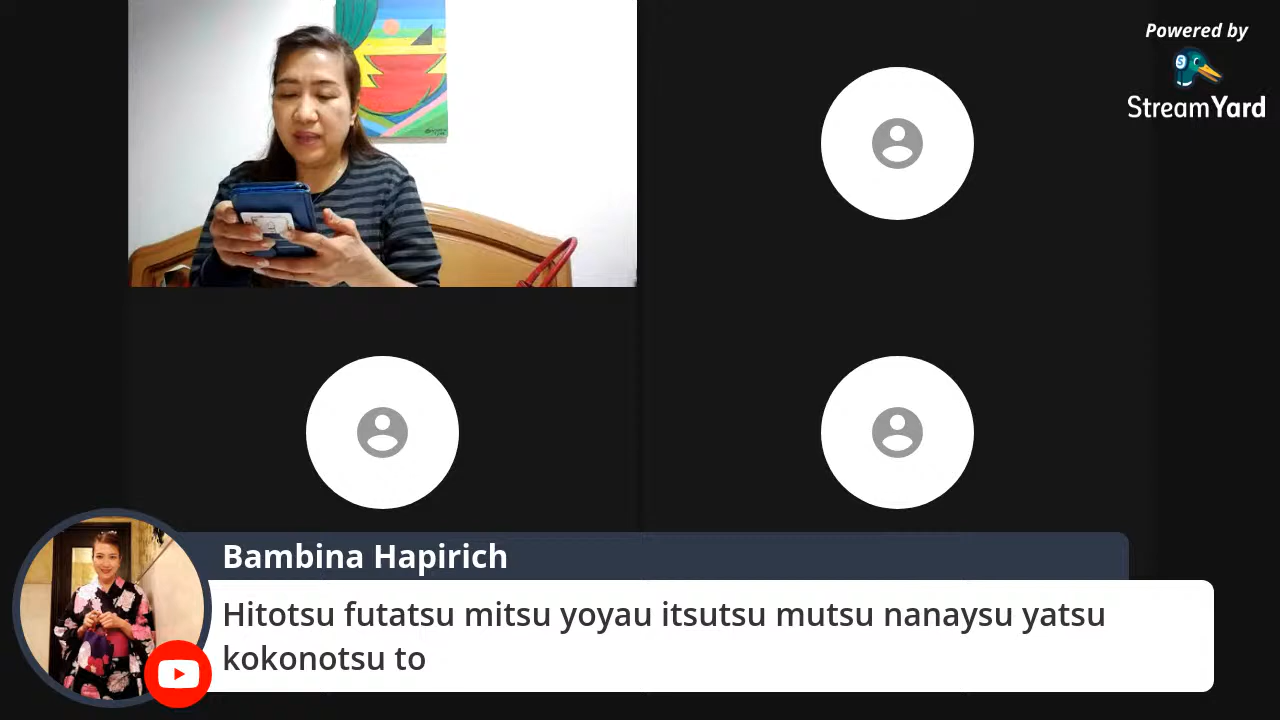 Powered by
StreamYard
Bambina Hapirich
Hitotsu futatsu mitsu yoyau itsutsu mutsu nanaysu yatsu
kokonotsu to